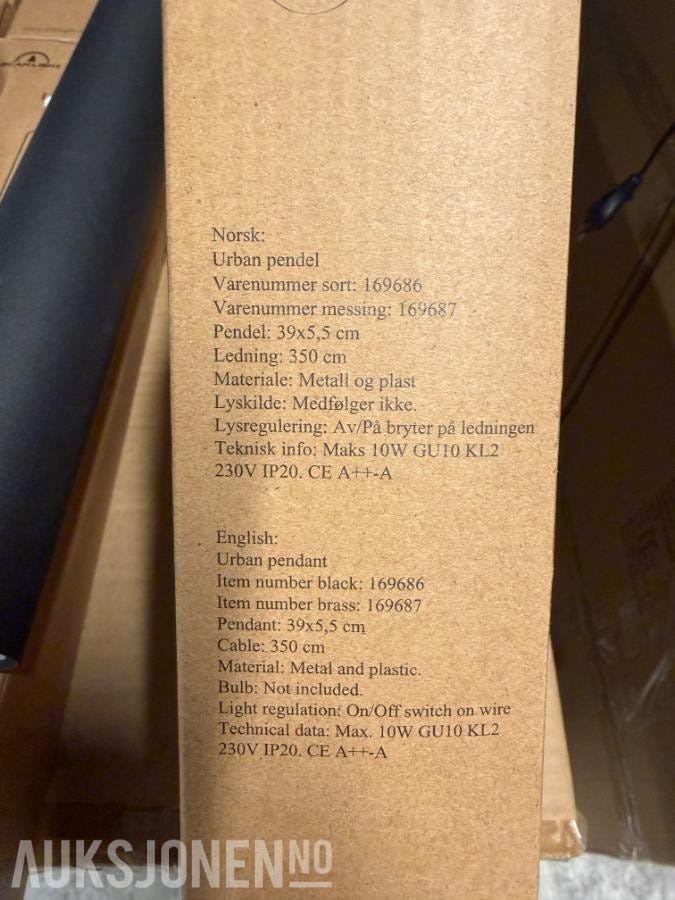 Norsk:
Urban pendel
Varenummer sort: 169686
Varenummer messing: 169687
Pendel: 39x5,5 cm
Ledning: 350 cm
Materiale: Metall og plast
Lyskilde: Medfølger ikke.
Lysregulering: Av/På bryter på ledningen
Teknisk info: Maks 10W GU10 KL2
230V IP20. CE A++-A
English:
Urban pendant
Item number black: 169686
Item number brass: 169687
Pendant: 39x5,5 cm
Cable: 350 cm
Material: Metal and plastic.
Bulb: Not included.
Light regulation: On/Off switch on wire
Technical data: Max. 10W GU10 KL2
230V IP20. CE A++-A
AUKSJONEN NO